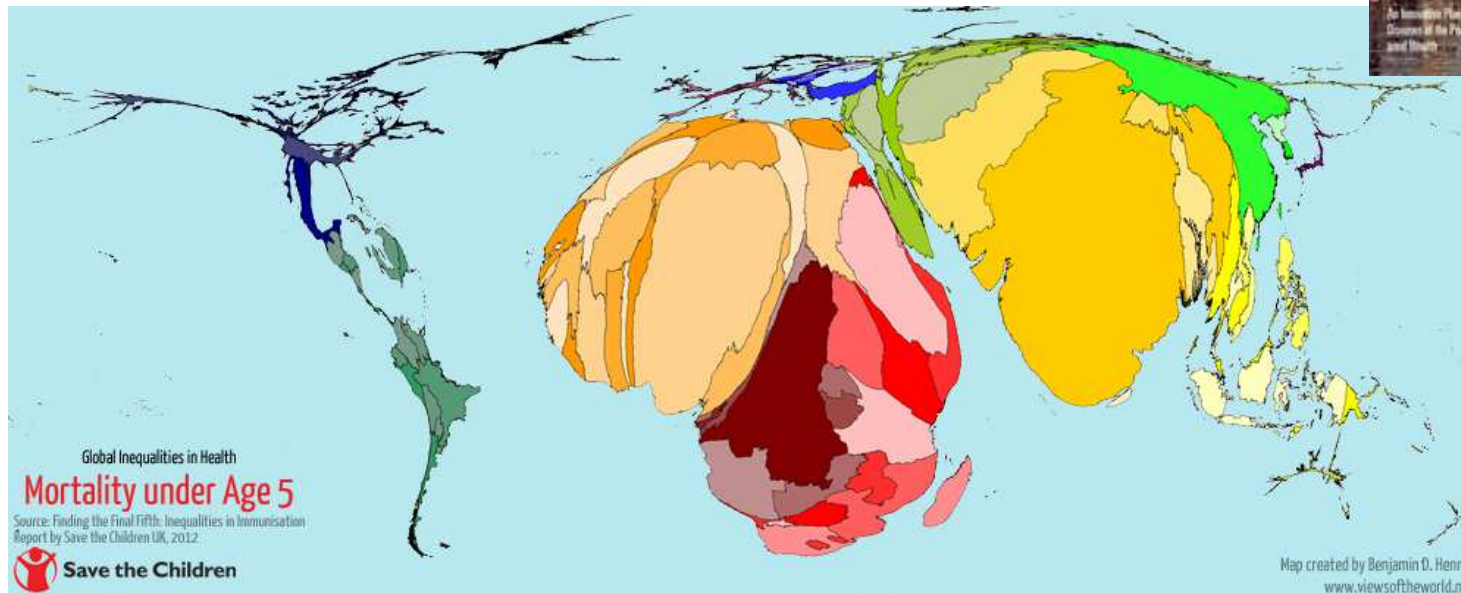 Global Inequalities in Health
Mortality under Age 5
Source: Finding the Final Fifth: Inequalities in Immunisation
Report by Save the Children UK, 2012
Save the Children
Map created by Benjamin D. Henn
www.viewsoftheworld.n